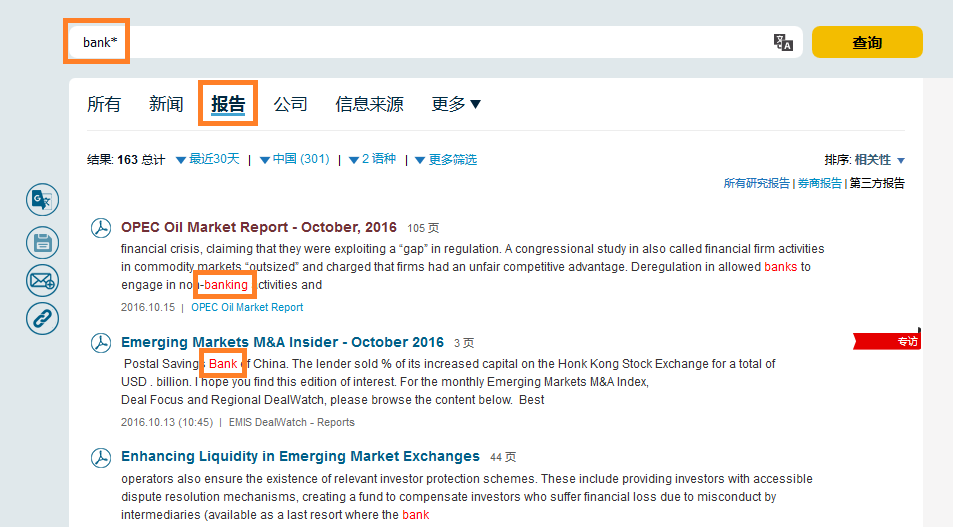 bank*
查询
所有 新闻 报告 公司 信息来源 更多
结果: 163 总计 最近30天 | 中国 (301) | 2 语种 | 更多筛选 排序: 相关性
所有研究报告 | 券商报告 | 第三方报告
OPEC Oil Market Report - October, 2016 105 页
financial crisis, claiming that they were exploiting a “gap” in regulation. A congressional study in also called financial firm activities
in commodity markets “outsized” and charged that firms had an unfair competitive advantage. Deregulation in allowed banks to
engage in non-banking activities and
2016.10.15 | OPEC Oil Market Report
Emerging Markets M&A Insider - October 2016 3 页
专访
Postal Savings Bank of China. The lender sold % of its increased capital on the Honk Kong Stock Exchange for a total of
USD . billion. I hope you find this edition of interest. For the monthly Emerging Markets M&A Index,
Deal Focus and Regional DealWatch, please browse the content below. Best
2016.10.13 (10:45) | EMIS DealWatch - Reports
Enhancing Liquidity in Emerging Market Exchanges 44 页
operators also ensure the existence of relevant investor protection schemes. These include providing investors with accessible
dispute resolution mechanisms, creating a fund to compensate investors who suffer financial loss due to misconduct by
intermediaries (available as a last resort where the bank